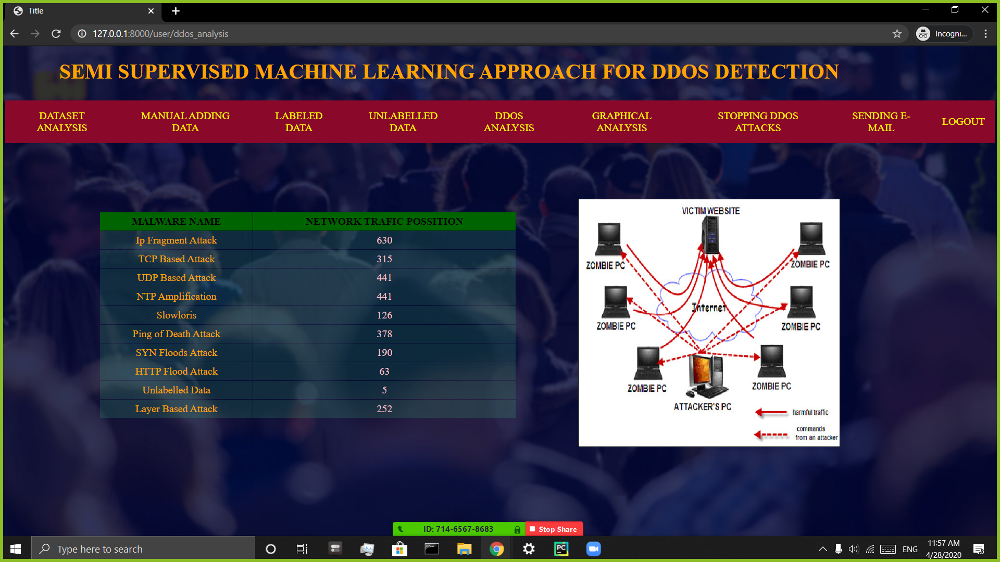 Title
127.0.0.1:8000/user/ddos_analysis
Incogni...
SEMI SUPERVISED MACHINE LEARNING APPROACH FOR DDOS DETECTION
DATASET
ANALYSIS
MANUAL ADDING
DATA
LABELED
DATA
UNLABELLED
DATA
DDOS
ANALYSIS
GRAPHICAL
ANALYSIS
STOPPING DDOS
ATTACKS
SENDING E-
MAIL
LOGOUT
MALWARE NAME NETWORK TRAFIC POSSITION
Ip Fragment Attack 630
TCP Based Attack 315
UDP Based Attack 441
NTP Amplification 441
Slowloris 126
Ping of Death Attack 378
SYN Floods Attack 190
HTTP Flood Attack 63
Unlabelled Data 5
Layer Based Attack 252
VICTIM WEBSITE
ZOMBIE PC
ZOMBIE PC
Internet
ZOMBIE PC
ZOMBIE PC
ZOMBIE PC
ZOMBIE PC
ATTACKER'S PC
harmful traffic
commands
from an attacker
ID: 714-6567-8683
Stop Share
Type here to search
PC
ENG
11:57 AM
4/28/2020